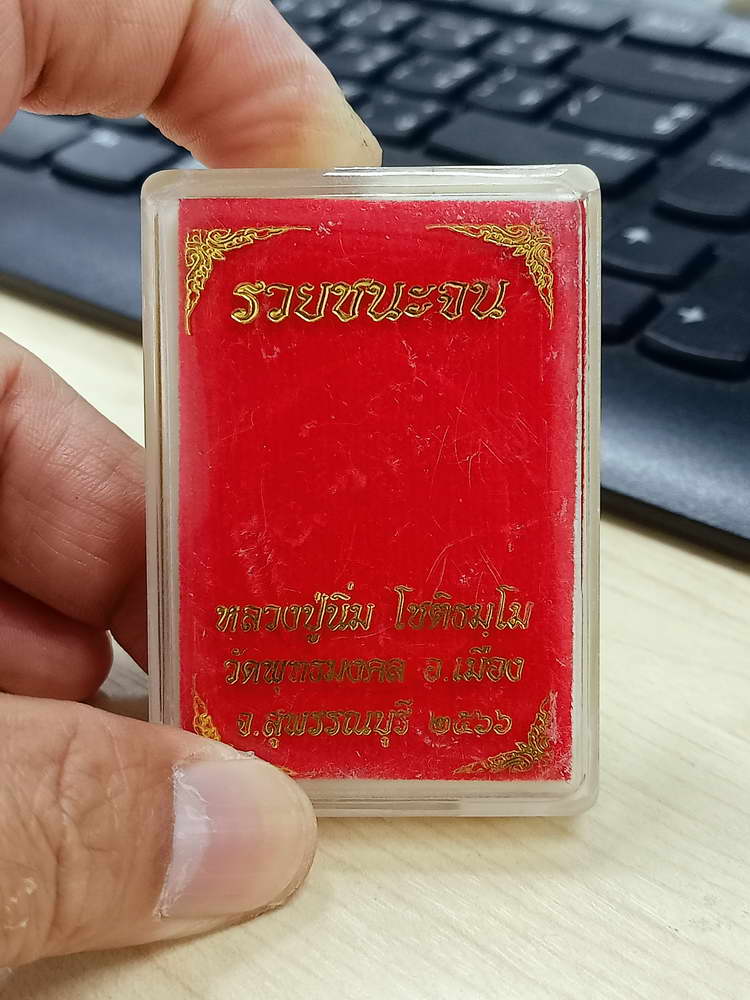 รวยชนะจน
หลวงปู่นิ่ม โชติธมฺโม
วัดพุทธมงคล อ.เมือง
จ.สุพรรณบุรี ๒๕๖๖